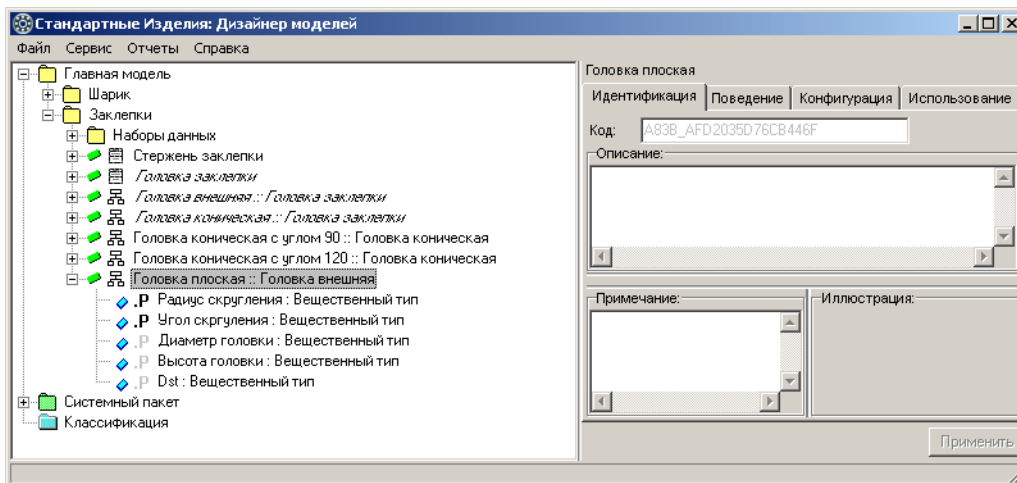 Стандартные Изделия: Дизайнер моделей
Файл Сервис Отчеты Справка
Главная модель
Шарик
Заклепки
Наборы данных
Стержень заклепки
Головка заклепки
Головка внешняя :: Головка заклепки
Головка коническая :: Головка заклепки
Головка коническая с углом 90 :: Головка коническая
Головка коническая с углом 120 :: Головка коническая
Головка плоская :: Головка внешняя
.P Радиус скругления : Вещественный тип
.P Угол скргуления : Вещественный тип
.P Диаметр головки : Вещественный тип
.P Высота головки : Вещественный тип
.P Dst : Вещественный тип
Системный пакет
Классификация
Головка плоская
Идентификация Поведение Конфигурация Использование
Код: A83B_AFD2035D76CB446F
Описание:
Примечание: Иллюстрация:
Применить